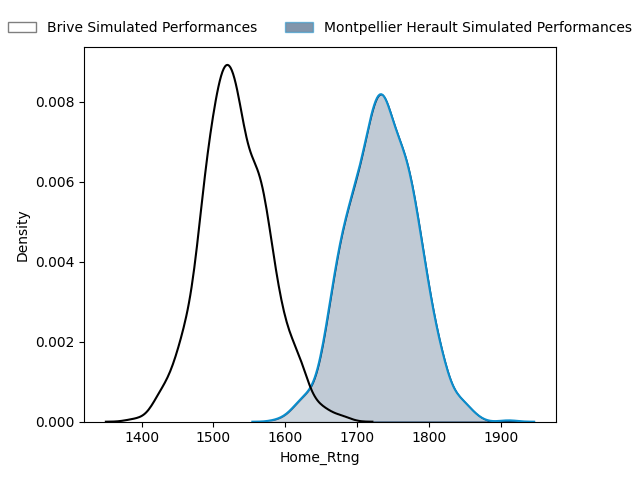 Brive Simulated Performances
Montpellier Herault Simulated Performances
0.008
0.006
0.004
0.002
0.000
Density
1400 1500 1600 1700 1800 1900
Home_Rtng